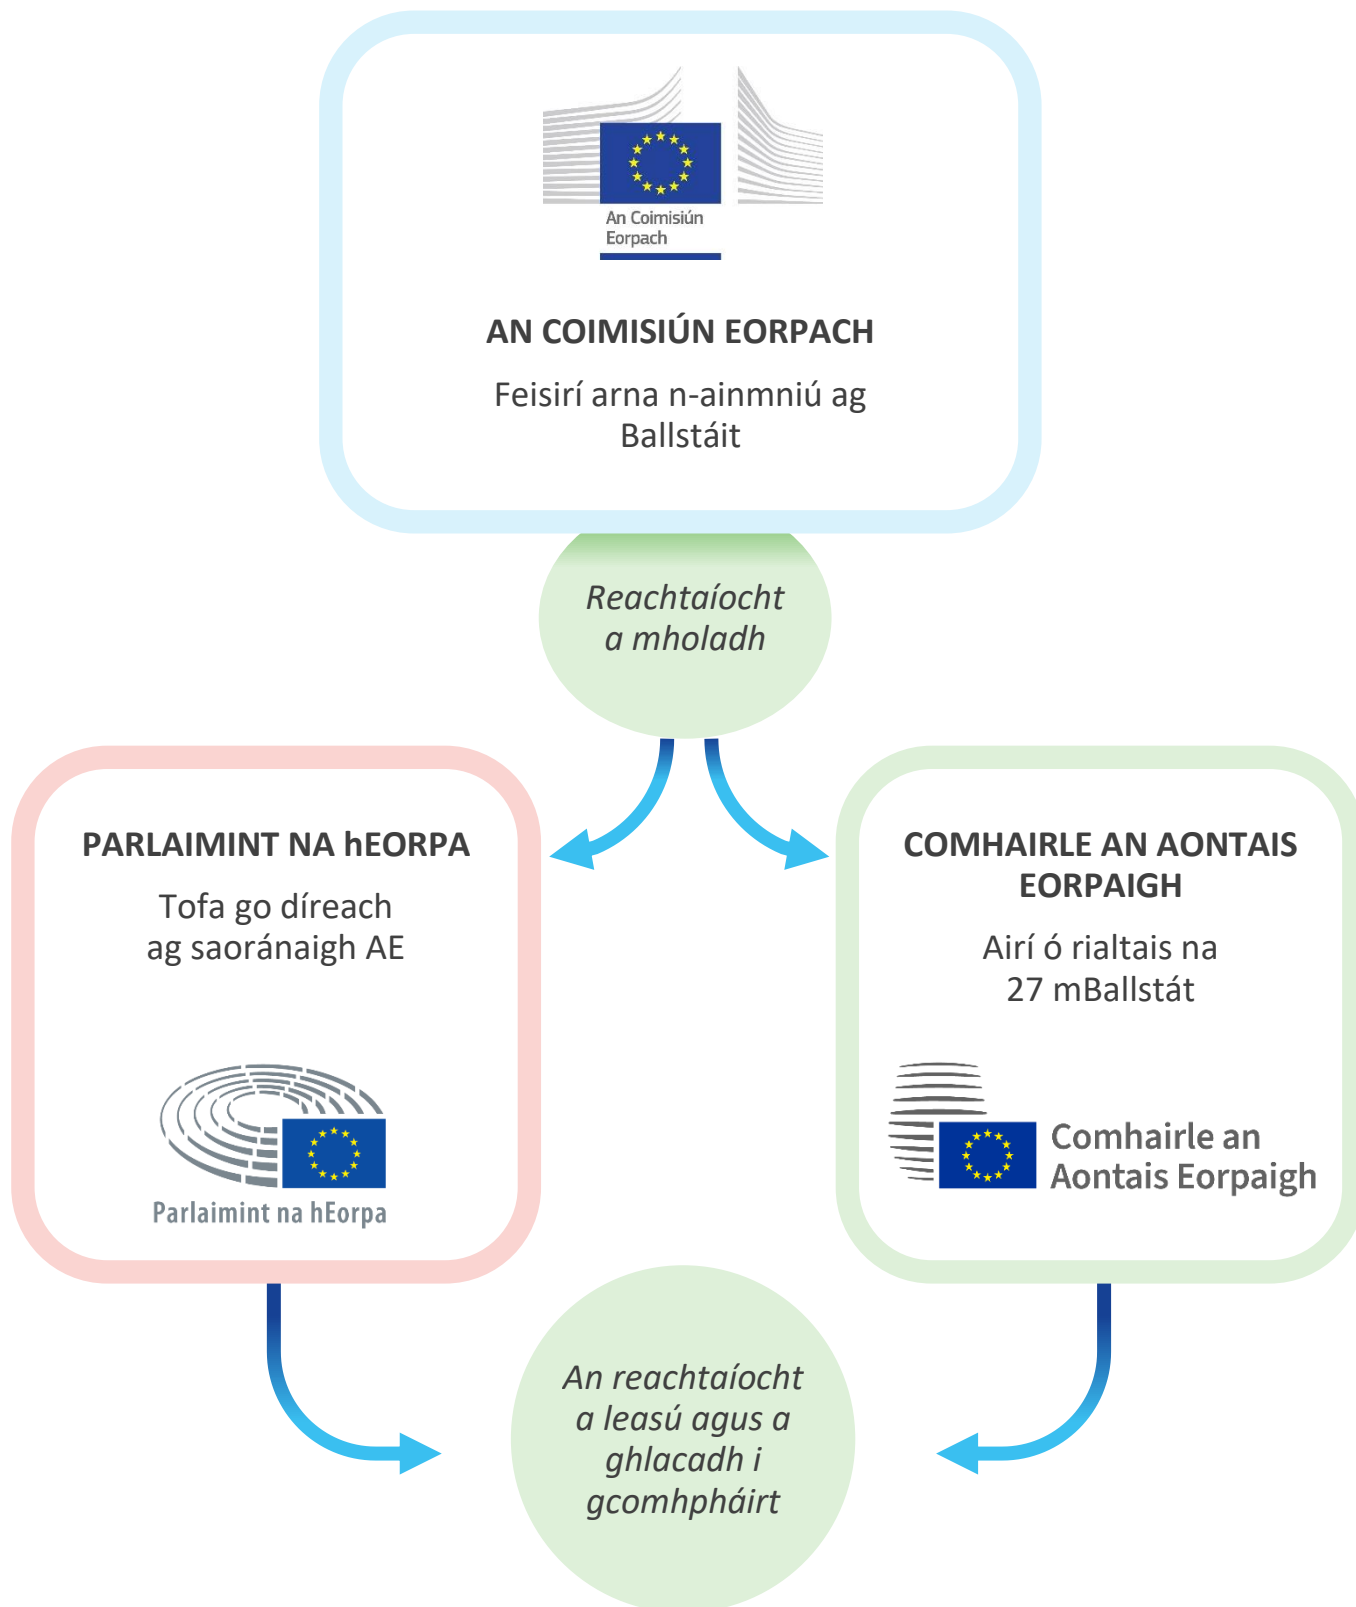 An Coimisiún
Eorpach
AN COIMISIÚN EORPACH
Feisirí arna n-ainmniú ag
Ballstáit
Reachtaíocht
a mholadh
PARLAIMINT NA hEORPA
Tofa go díreach
ag saoránaigh AE
Parlaimint na hEorpa
COMHAIRLE AN AONTAIS
EORPAIGH
Airí ó rialtais na
27 mBallstát
Comhairle an
Aontais Eorpaigh
An reachtaíocht
a leasú agus a
ghlacadh i
gcomhpháirt